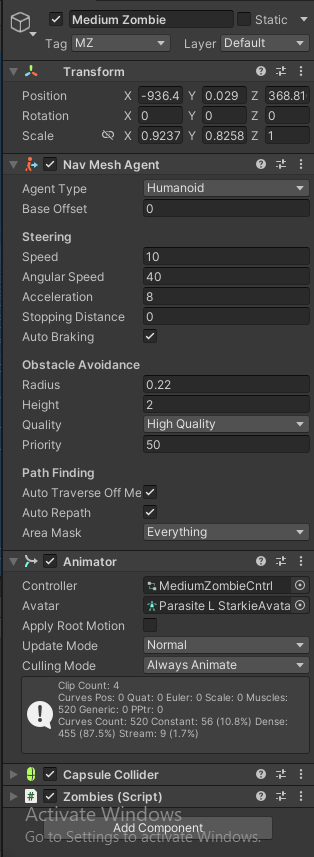 Medium Zombie Static
Tag MZ Layer Default
Transform
Position X -936.4 Y 0.029 Z 368.81
Rotation X 0 Y 0 Z 0
Scale X 0.9237 Y 0.8258 Z 1
Nav Mesh Agent
Agent Type Humanoid
Base Offset 0
Steering
Speed 10
Angular Speed 40
Acceleration 8
Stopping Distance 0
Auto Braking
Obstacle Avoidance
Radius 0.22
Height 2
Quality High Quality
Priority 50
Path Finding
Auto Traverse Off Me
Auto Repath
Area Mask Everything
Animator
Controller MediumZombieCntrl
Avatar Parasite L StarkieAvata
Apply Root Motion
Update Mode Normal
Culling Mode Always Animate
Clip Count: 4
Curves Pos: 0 Quat: 0 Euler: 0 Scale: 0 Muscles:
520 Generic: 0 PPtr: 0
Curves Count: 520 Constant: 56 (10.8%) Dense:
455 (87.5%) Stream: 9 (1.7%)
Capsule Collider
# Zombies (Script)
Activate Windows
Add Component
Go to Settings to activate Windows.